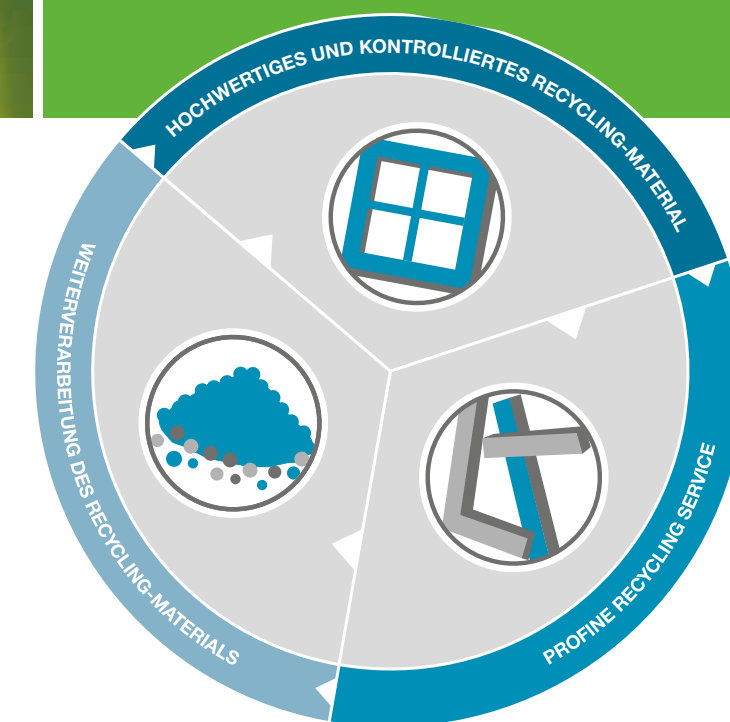 HOCHWERTIGES UND KONTROLLIERTES RECYCLING-MATERIAL
PROFINE RECYCLING SERVICE
WEITERVERARBEITUNG DES RECYCLING-MATERIALS